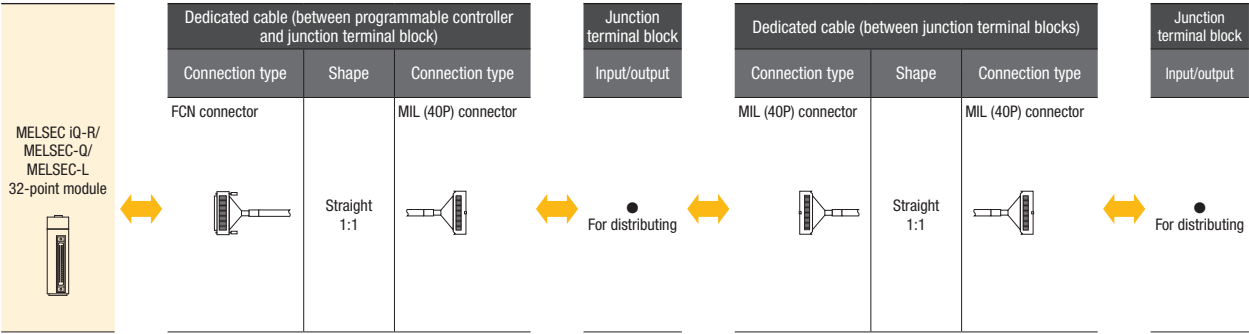 MELSEC iQ-R/
MELSEC-Q/
MELSEC-L
32-point module
Dedicated cable (between programmable controller
and junction terminal block)
Connection type
Shape
Connection type
FCN connector
Straight
1:1
MIL (40P) connector
Junction
terminal block
Input/output
●
For distributing
Dedicated cable (between junction terminal blocks)
Connection type
Shape
Connection type
MIL (40P) connector
Straight
1:1
MIL (40P) connector
Junction
terminal block
Input/output
●
For distributing